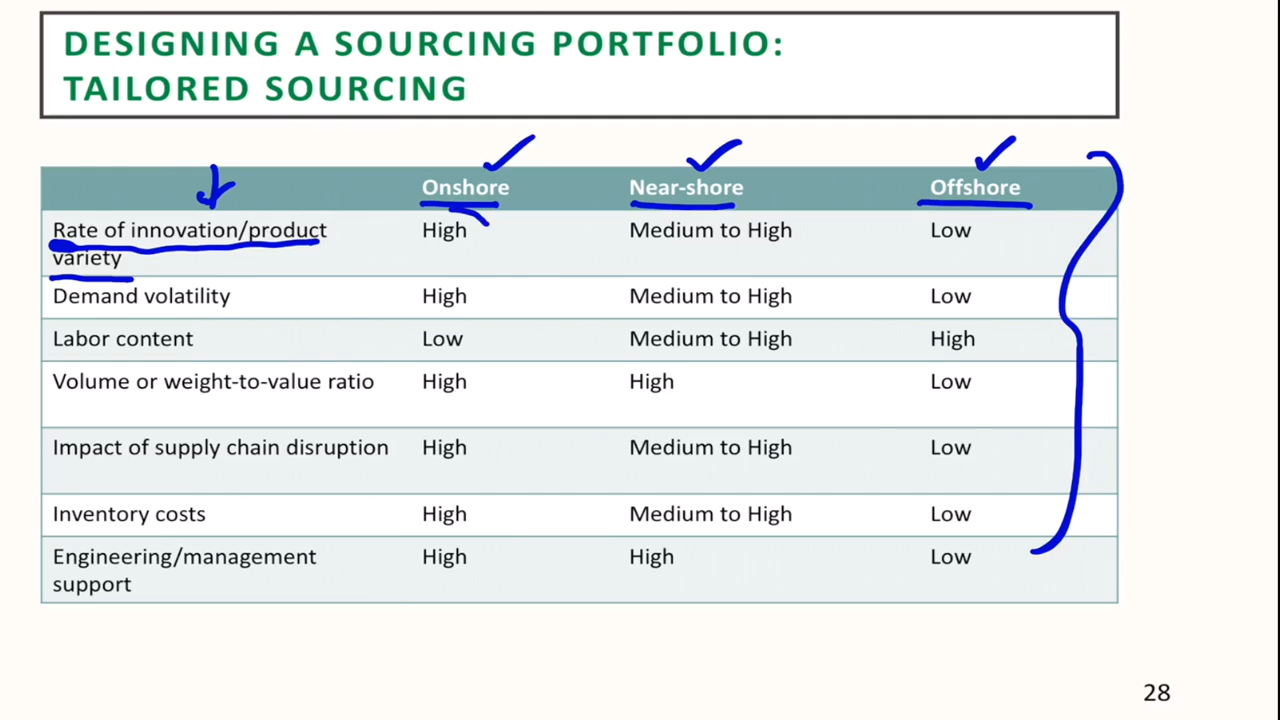 DESIGNING A SOURCING PORTFOLIO:
TAILORED SOURCING
Onshore Near-shore Offshore
Rate of innovation/product High Medium to High Low
variety
Demand volatility High Medium to High Low
Labor content Low Medium to High High
Volume or weight-to-value ratio High High Low
Impact of supply chain disruption High Medium to High Low
Inventory costs High Medium to High Low
Engineering/management High High Low
support
28